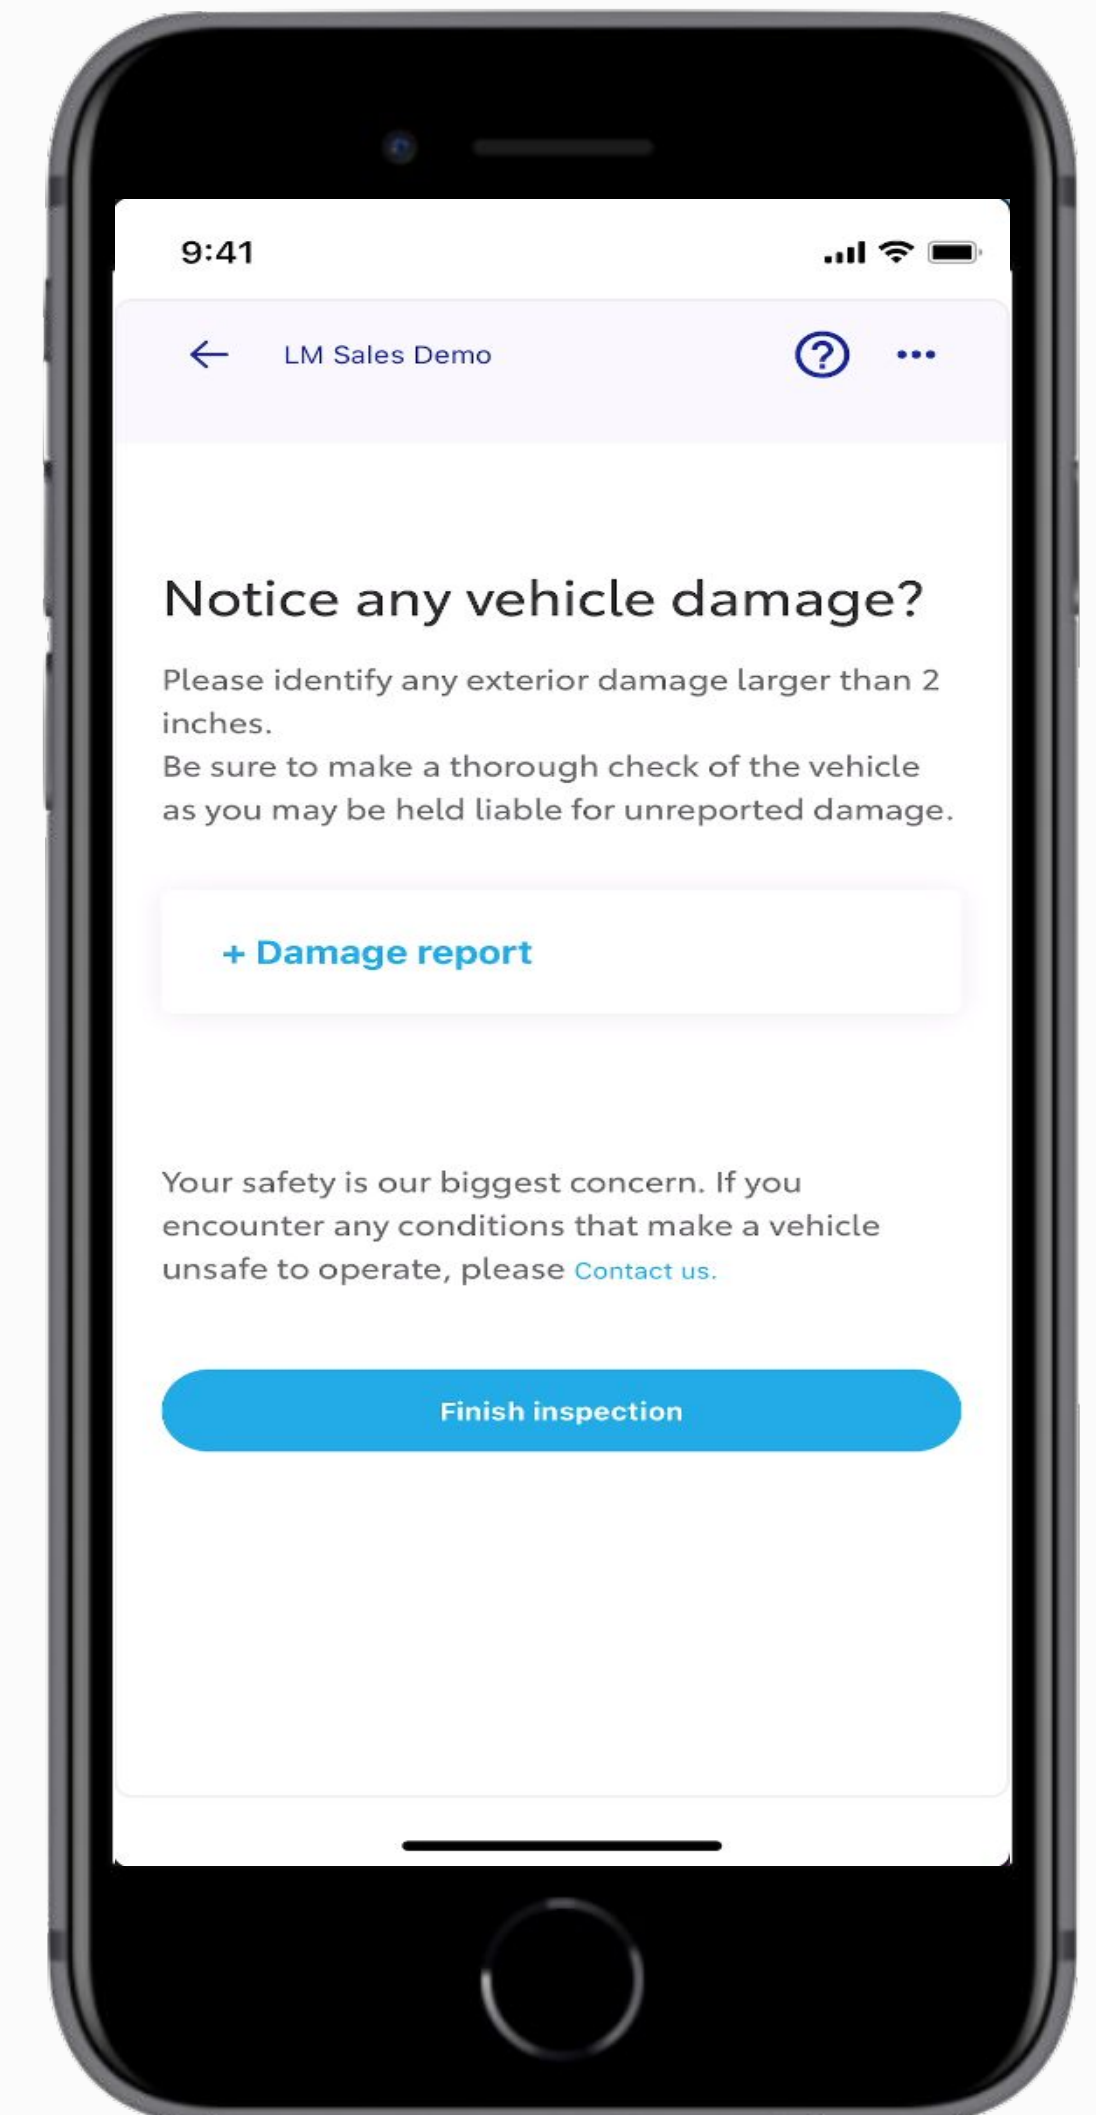 9:41
LM Sales Demo
Notice any vehicle damage?
Please identify any exterior damage larger than 2
inches.
Be sure to make a thorough check of the vehicle
as you may be held liable for unreported damage.
+ Damage report
Your safety is our biggest concern. If you
encounter any conditions that make a vehicle
unsafe to operate, please Contact us.
Finish inspection